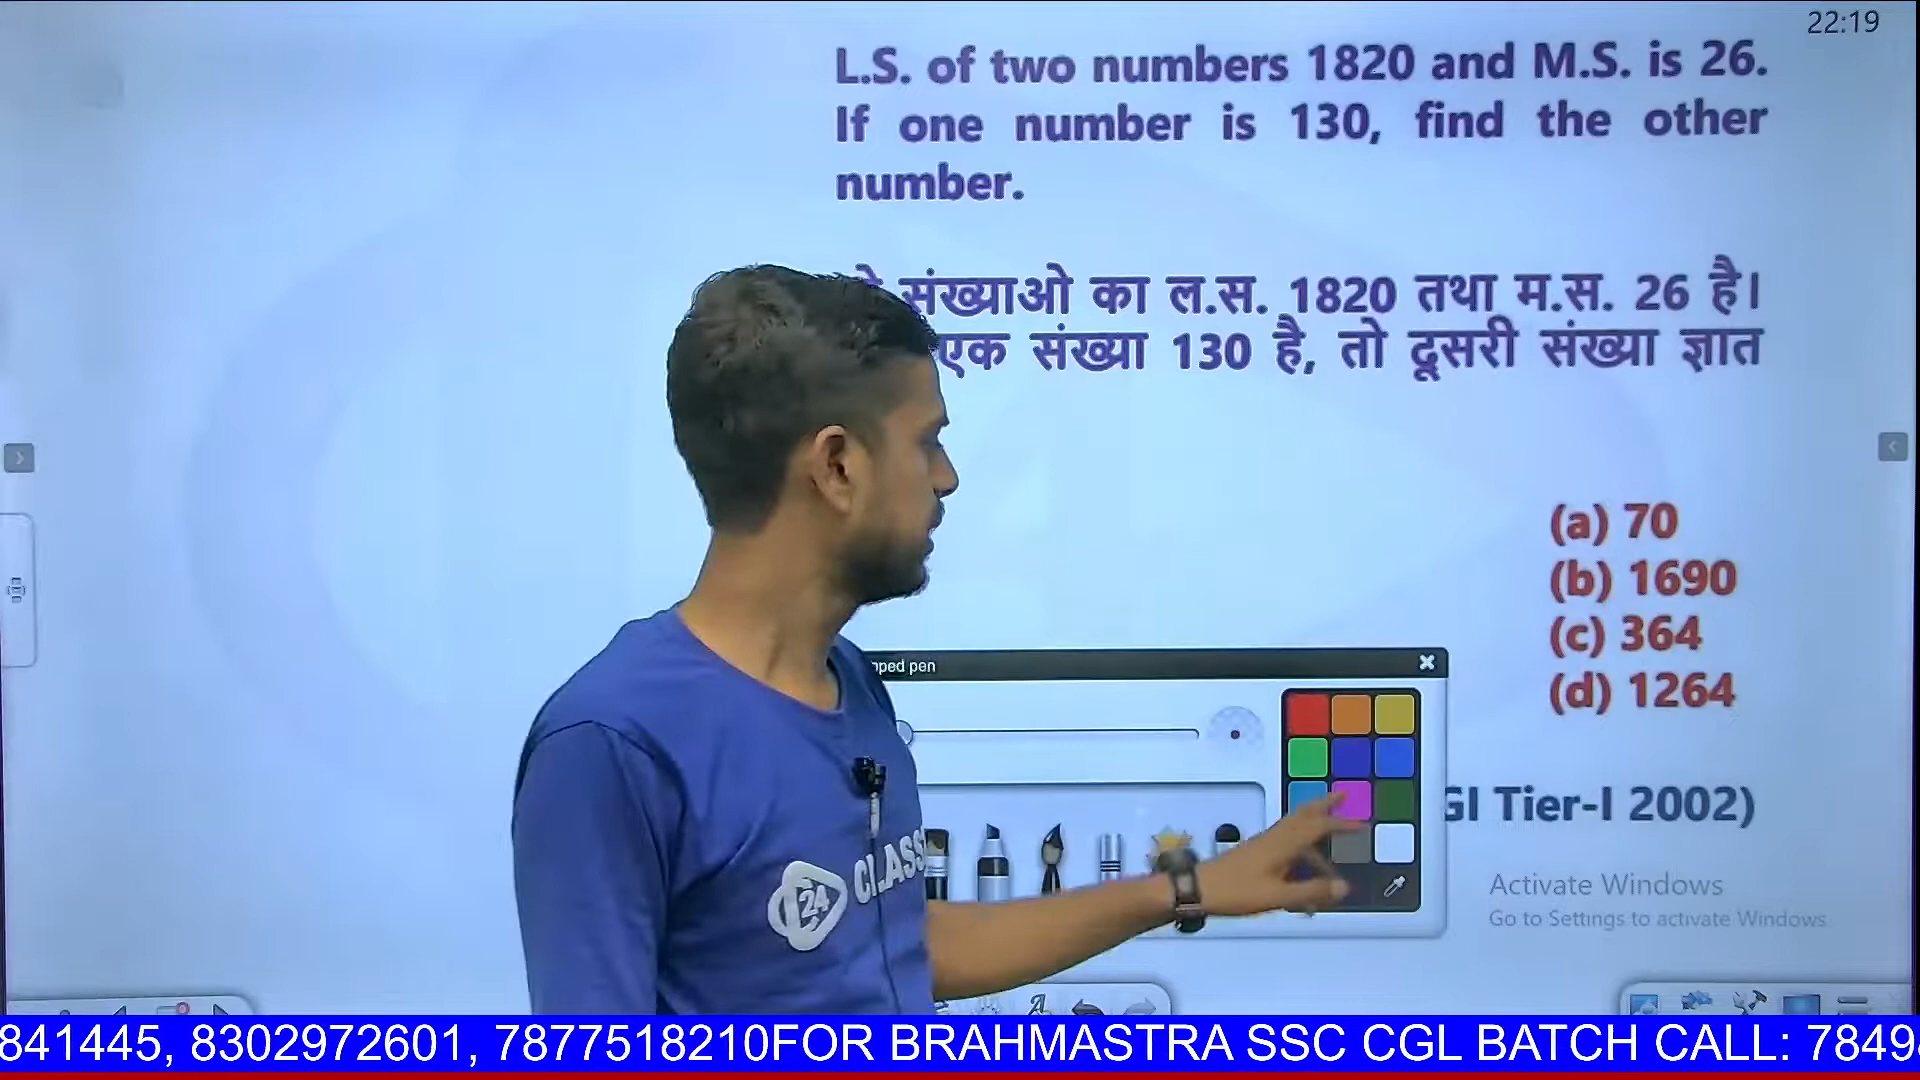 22:19
L.S. of two numbers 1820 and M.S. is 26.
If one number is 130, find the other
number.
संख्याओ का ल.स. 1820 तथा म.स. 26 है।
एक संख्या 130 है, तो दूसरी संख्या ज्ञात
(a) 70
(b) 1690
(c) 364
(d) 1264
pen
Tier-I 2002)
24
CLASS
Activate Windows
Go to Settings to activate Windows
841445, 8302972601, 7877518210FOR BRAHMASTRA SSC CGL BATCH CALL: 7849